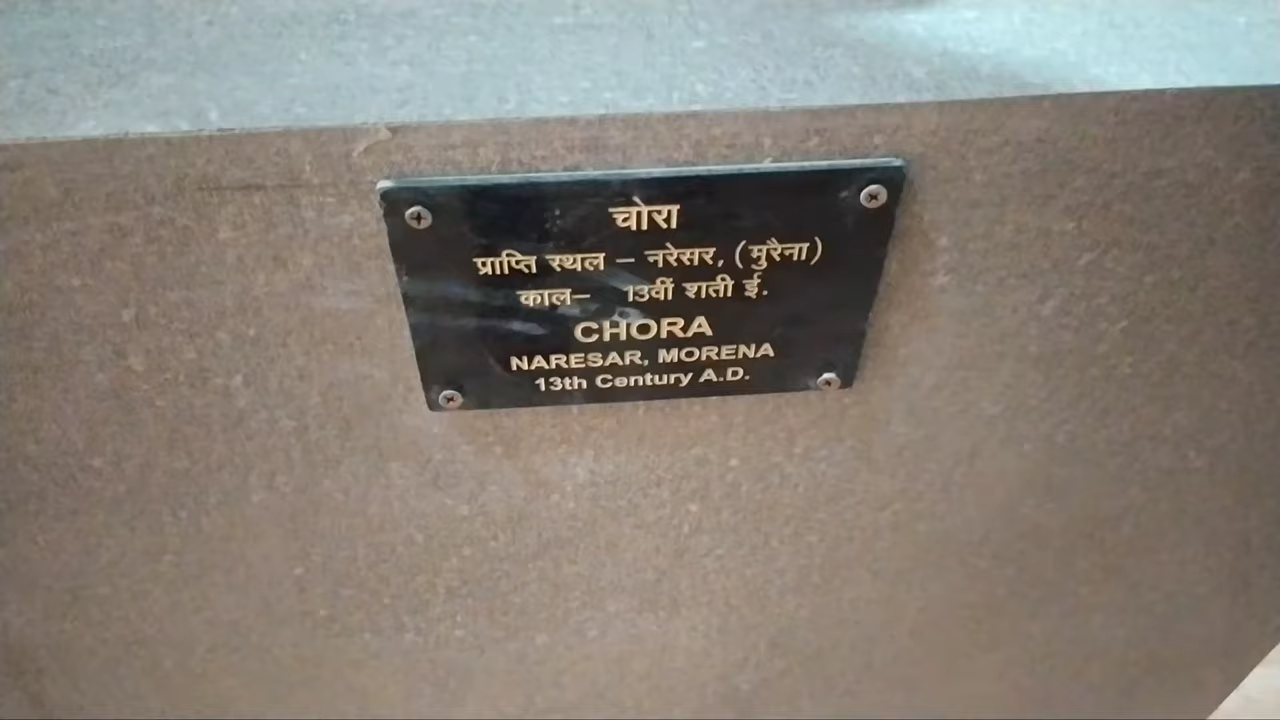 चोरा
प्राप्ति स्थल – नरेसर, (मुरैना)
काल– 13वीं शती ई.
CHORA
NARESAR, MORENA
13th Century A.D.